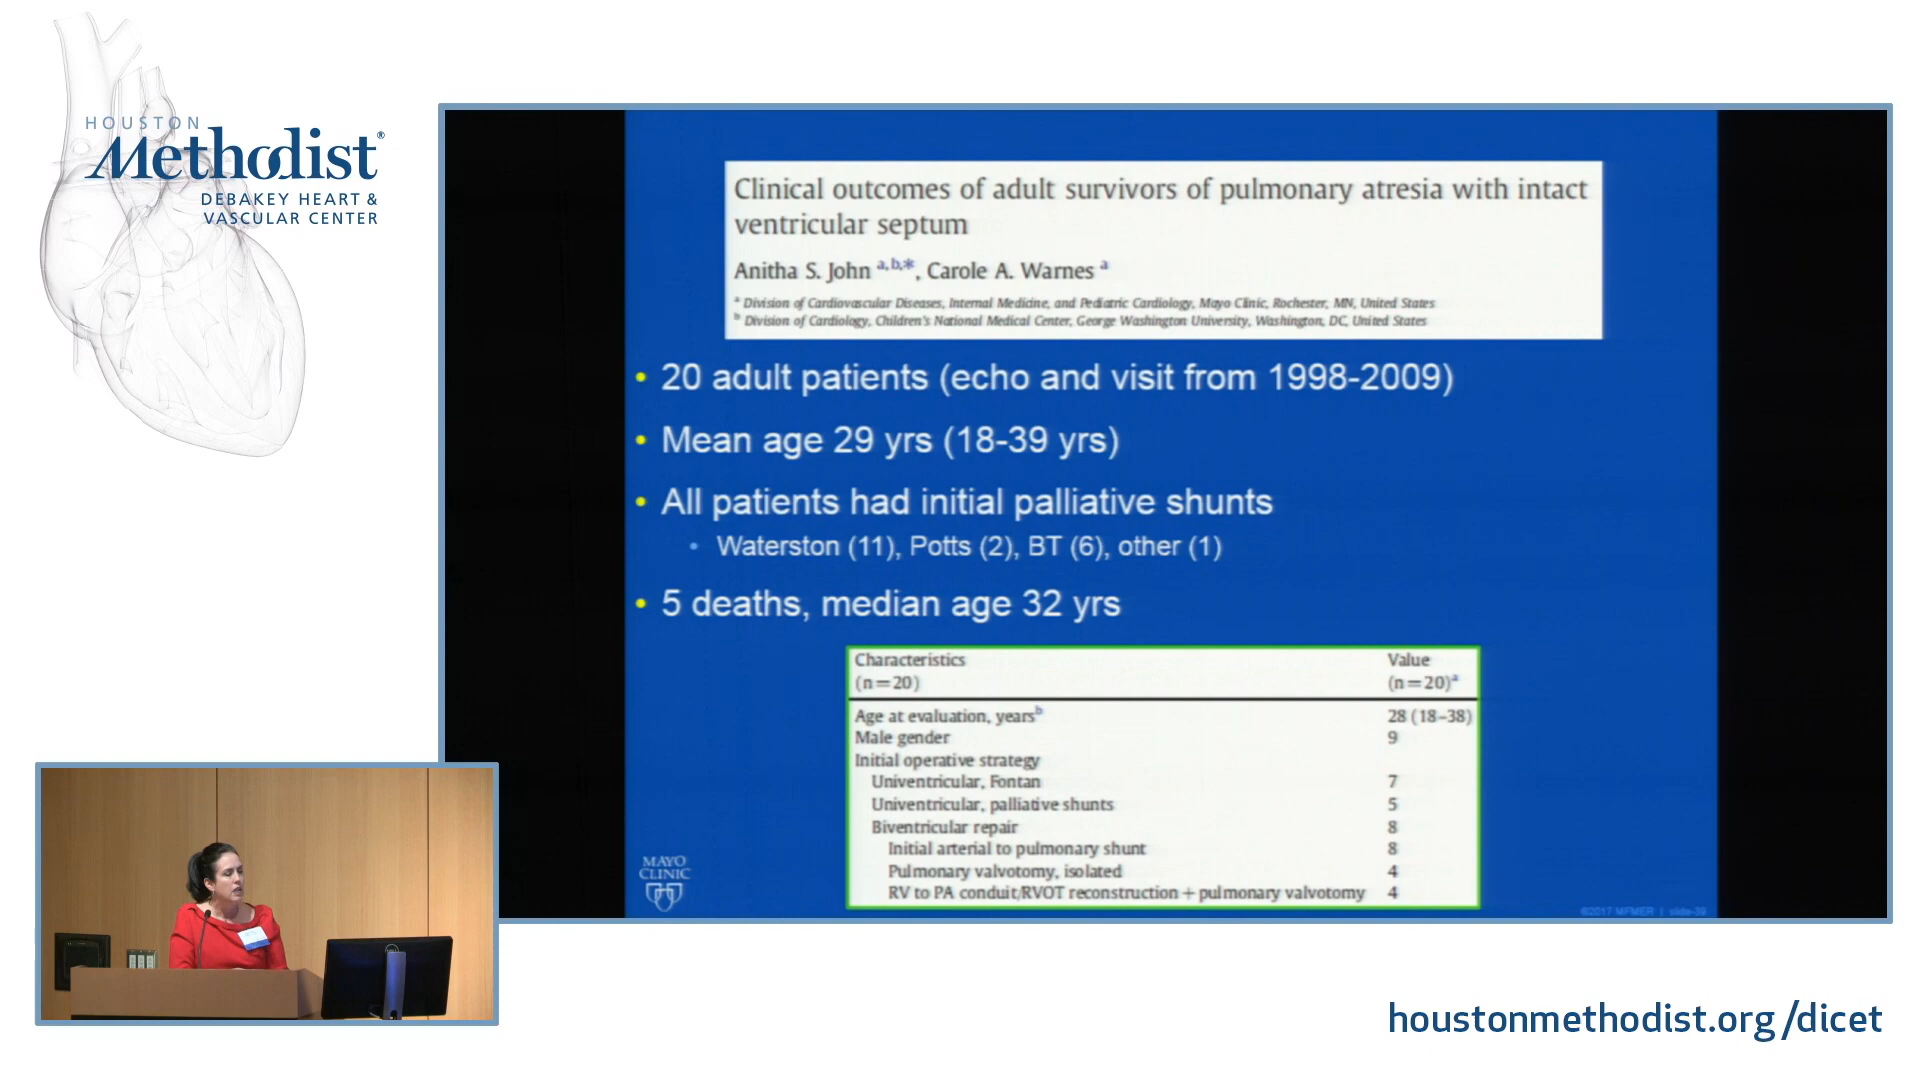 HOUSTON
Methodist®
DEBAKEY HEART &
VASCULAR CENTER
Clinical outcomes of adult survivors of pulmonary atresia with intact
ventricular septum
Anitha S. John a,b,*, Carole A. Warnes a
a Division of Cardiovascular Diseases, Internal Medicine, and Pediatric Cardiology, Mayo Clinic, Rochester, MN, United States
b Division of Cardiology, Children's National Medical Center, George Washington University, Washington, DC, United States
• 20 adult patients (echo and visit from 1998-2009)
• Mean age 29 yrs (18-39 yrs)
• All patients had initial palliative shunts
• Waterston (11), Potts (2), BT (6), other (1)
• 5 deaths, median age 32 yrs
Characteristics Value
(n=20) (n=20)a
Age at evaluation, yearsb 28 (18–38)
Male gender 9
Initial operative strategy
Univentricular, Fontan 7
Univentricular, palliative shunts 5
Biventricular repair 8
Initial arterial to pulmonary shunt 8
Pulmonary valvotomy, isolated 4
RV to PA conduit/RVOT reconstruction + pulmonary valvotomy 4
MAYO
CLINIC
©2017 MFMER | slide-39
houstonmethodist.org/dicet